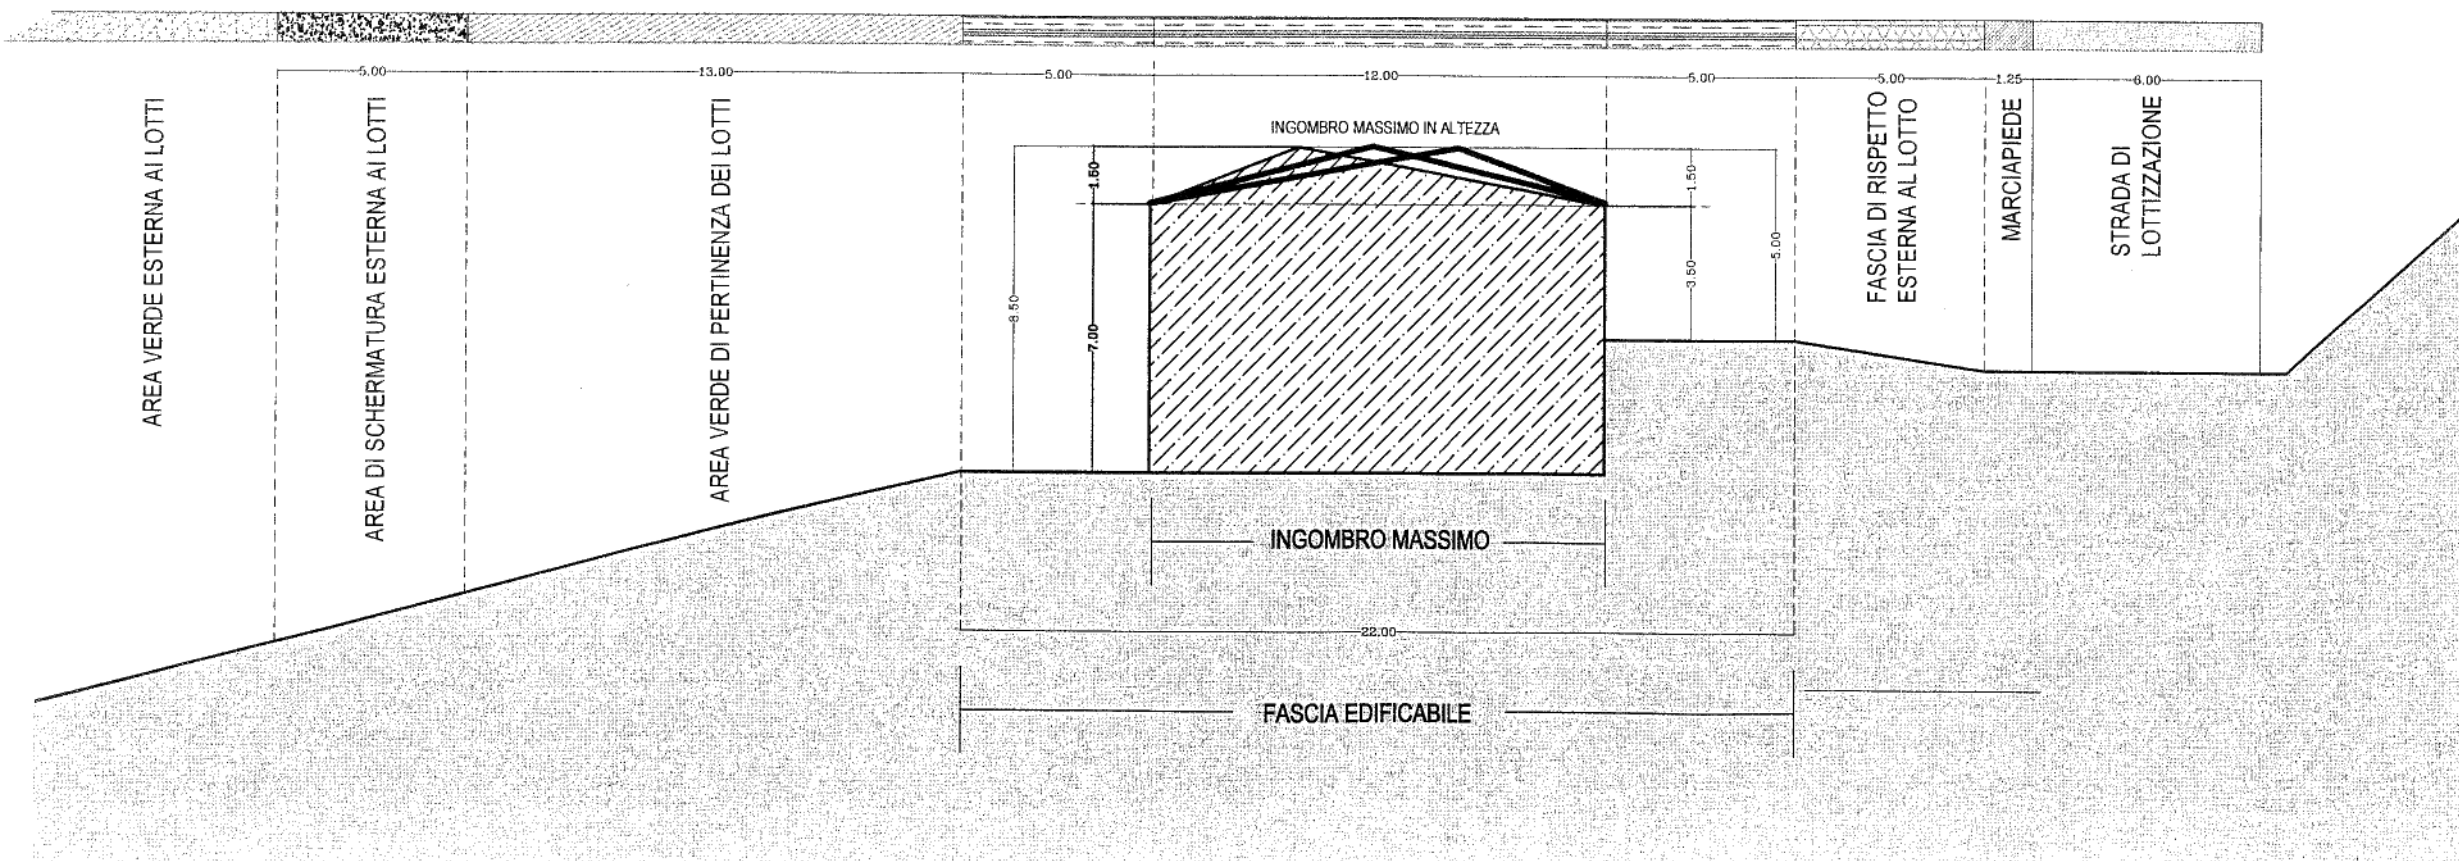 5.00
13.00
5.00
12.00
5.00
5.00
1.25
6.00
AREA VERDE ESTERNA AI LOTTI
AREA DI SCHERMATURA ESTERNA AI LOTTI
AREA VERDE DI PERTINENZA DEI LOTTI
INGOMBRO MASSIMO IN ALTEZZA
FASCIA DI RISPETTO
ESTERNA AL LOTTO
MARCIAPIEDE
STRADA DI
LOTTIZZAZIONE
8.50
1.50
7.00
1.50
3.50
5.00
INGOMBRO MASSIMO
22.00
FASCIA EDIFICABILE